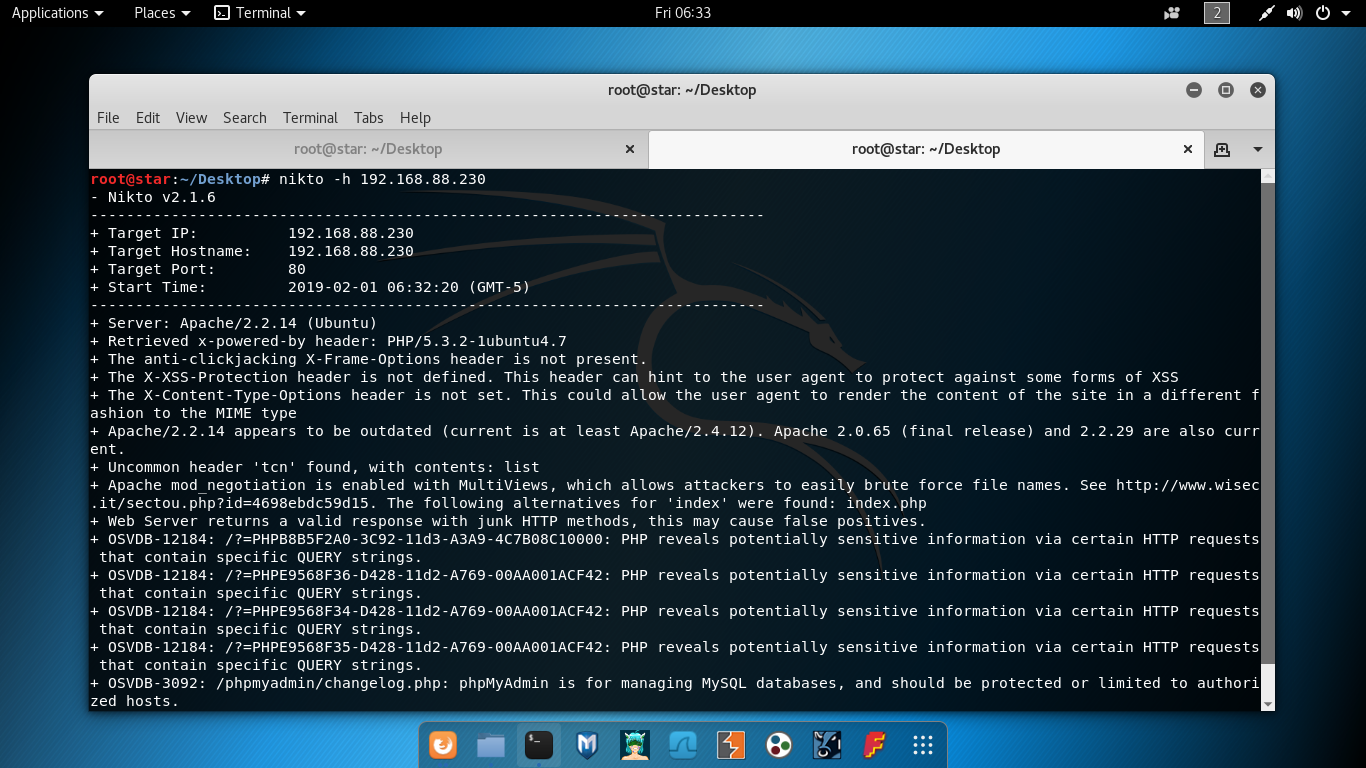 Applications Places Terminal Fri 06:33 2
root@star: ~/Desktop
File Edit View Search Terminal Tabs Help
root@star: ~/Desktop root@star: ~/Desktop
root@star:~/Desktop# nikto -h 192.168.88.230
- Nikto v2.1.6
---------------------------------------------------------------------------
+ Target IP:          192.168.88.230
+ Target Hostname:    192.168.88.230
+ Target Port:        80
+ Start Time:         2019-02-01 06:32:20 (GMT-5)
---------------------------------------------------------------------------
+ Server: Apache/2.2.14 (Ubuntu)
+ Retrieved x-powered-by header: PHP/5.3.2-1ubuntu4.7
+ The anti-clickjacking X-Frame-Options header is not present.
+ The X-XSS-Protection header is not defined. This header can hint to the user agent to protect against some forms of XSS
+ The X-Content-Type-Options header is not set. This could allow the user agent to render the content of the site in a different f
ashion to the MIME type
+ Apache/2.2.14 appears to be outdated (current is at least Apache/2.4.12). Apache 2.0.65 (final release) and 2.2.29 are also curr
ent.
+ Uncommon header 'tcn' found, with contents: list
+ Apache mod_negotiation is enabled with MultiViews, which allows attackers to easily brute force file names. See http://www.wisec
.it/sectou.php?id=4698ebdc59d15. The following alternatives for 'index' were found: index.php
+ Web Server returns a valid response with junk HTTP methods, this may cause false positives.
+ OSVDB-12184: /?=PHPB8B5F2A0-3C92-11d3-A3A9-4C7B08C10000: PHP reveals potentially sensitive information via certain HTTP requests
 that contain specific QUERY strings.
+ OSVDB-12184: /?=PHPE9568F36-D428-11d2-A769-00AA001ACF42: PHP reveals potentially sensitive information via certain HTTP requests
 that contain specific QUERY strings.
+ OSVDB-12184: /?=PHPE9568F34-D428-11d2-A769-00AA001ACF42: PHP reveals potentially sensitive information via certain HTTP requests
 that contain specific QUERY strings.
+ OSVDB-12184: /?=PHPE9568F35-D428-11d2-A769-00AA001ACF42: PHP reveals potentially sensitive information via certain HTTP requests
 that contain specific QUERY strings.
+ OSVDB-3092: /phpmyadmin/changelog.php: phpMyAdmin is for managing MySQL databases, and should be protected or limited to authori
zed hosts.